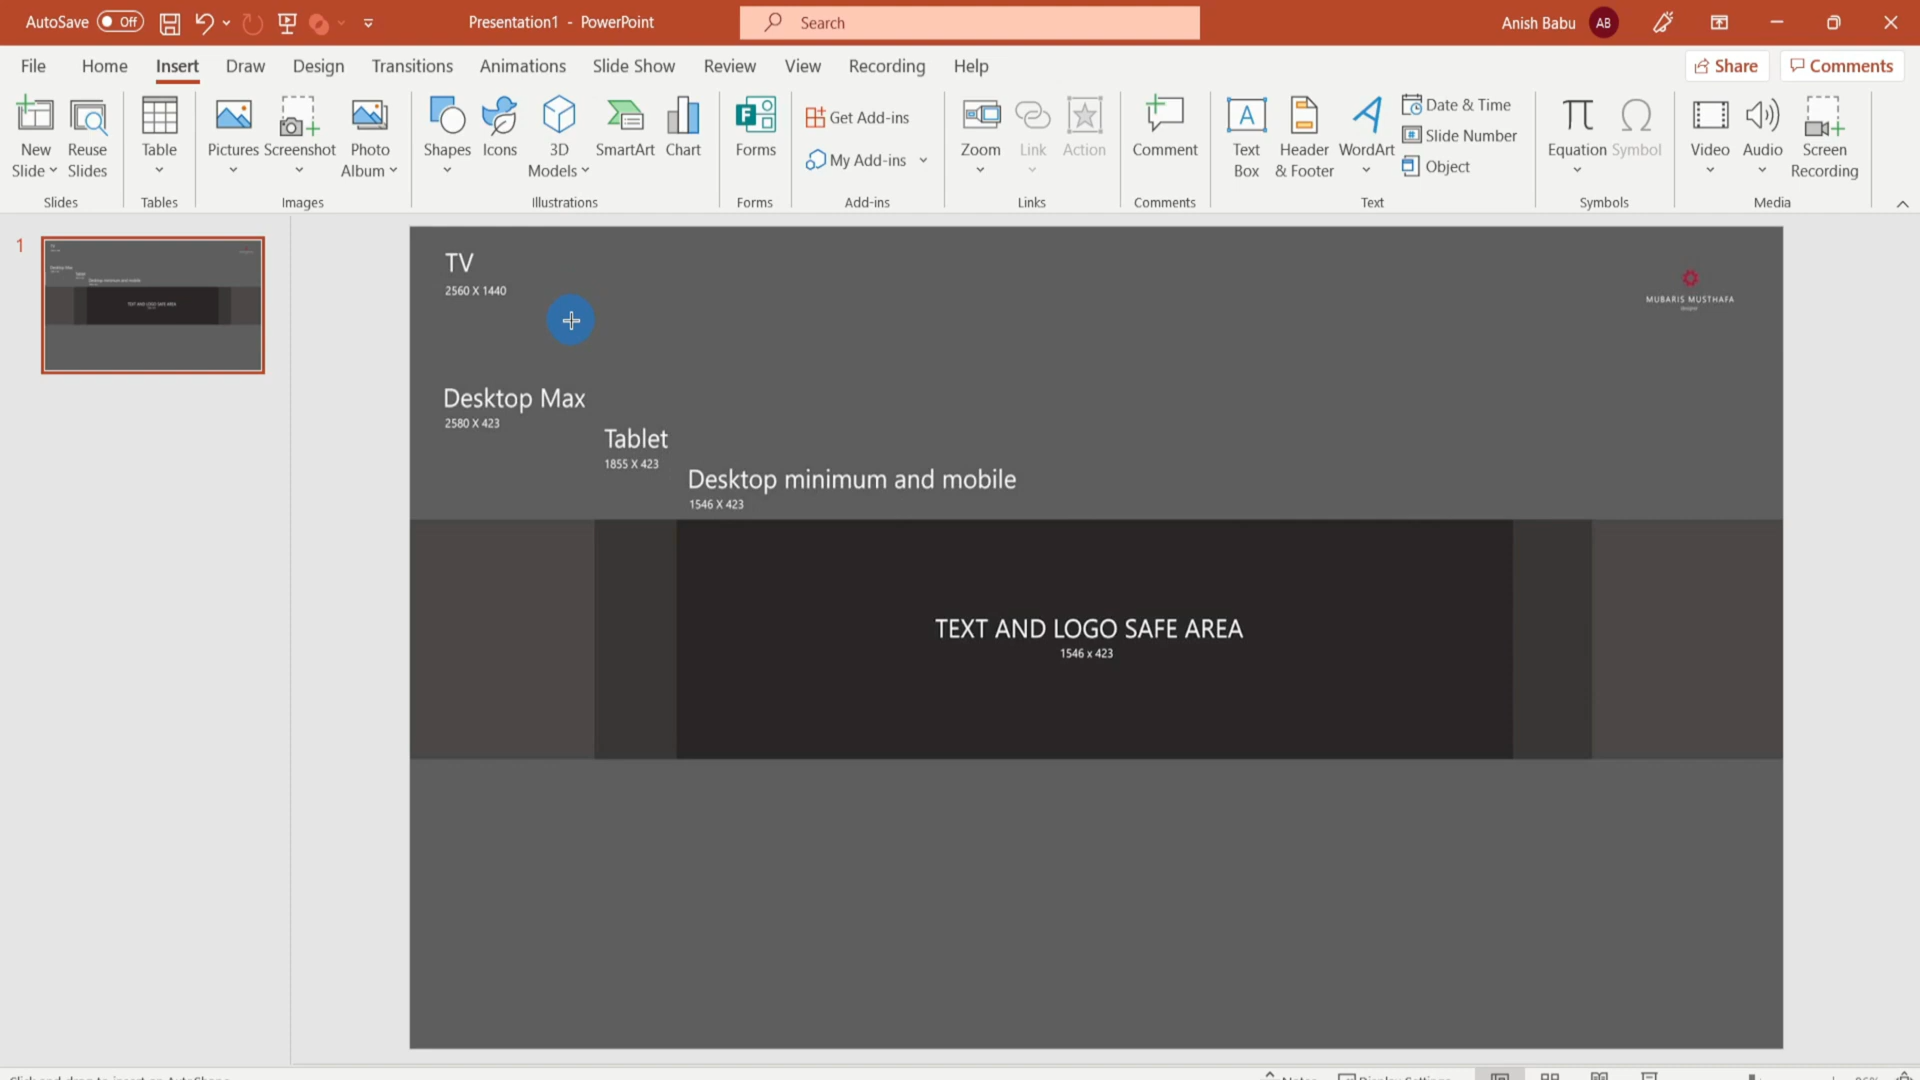 AutoSave Off Presentation1 - PowerPoint Search Anish Babu AB
File Home Insert Draw Design Transitions Animations Slide Show Review View Recording Help Share Comments
New Slide
Reuse Slides
Table
Pictures
Screenshot
Photo Album
Shapes
Icons
3D Models
SmartArt
Chart
Forms
Get Add-ins
My Add-ins
Zoom
Link
Action
Comment
Text Box
Header & Footer
WordArt
Date & Time
Slide Number
Object
Equation
Symbol
Video
Audio
Screen Recording
Slides Tables Images Illustrations Forms Add-ins Links Comments Text Symbols Media
1
TV
2560 X 1440
MUBARIS MUSTHAFA
Desktop Max
2580 X 423
Tablet
1855 X 423
Desktop minimum and mobile
1546 X 423
TEXT AND LOGO SAFE AREA
1546 x 423